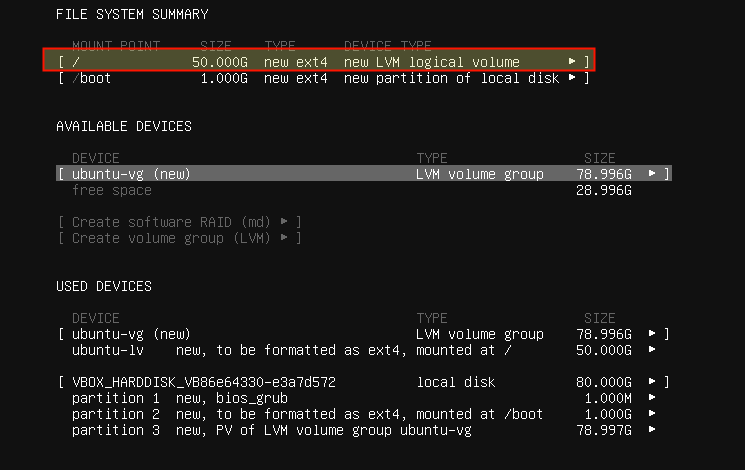 FILE SYSTEM SUMMARY
MOUNT POINT SIZE TYPE DEVICE TYPE
[ / 50.000G new ext4 new LVM logical volume ▸ ]
[ /boot 1.000G new ext4 new partition of local disk ▸ ]
AVAILABLE DEVICES
DEVICE TYPE SIZE
[ ubuntu-vg (new) LVM volume group 78.996G ▸ ]
free space 28.996G
[ Create software RAID (md) ▸ ]
[ Create volume group (LVM) ▸ ]
USED DEVICES
DEVICE TYPE SIZE
[ ubuntu-vg (new) LVM volume group 78.996G ▸ ]
ubuntu-lv new, to be formatted as ext4, mounted at / 50.000G ▸
[ VBOX_HARDDISK_VB86e64330-e3a7d572 local disk 80.000G ▸ ]
partition 1 new, bios_grub 1.000M ▸
partition 2 new, to be formatted as ext4, mounted at /boot 1.000G ▸
partition 3 new, PV of LVM volume group ubuntu-vg 78.997G ▸